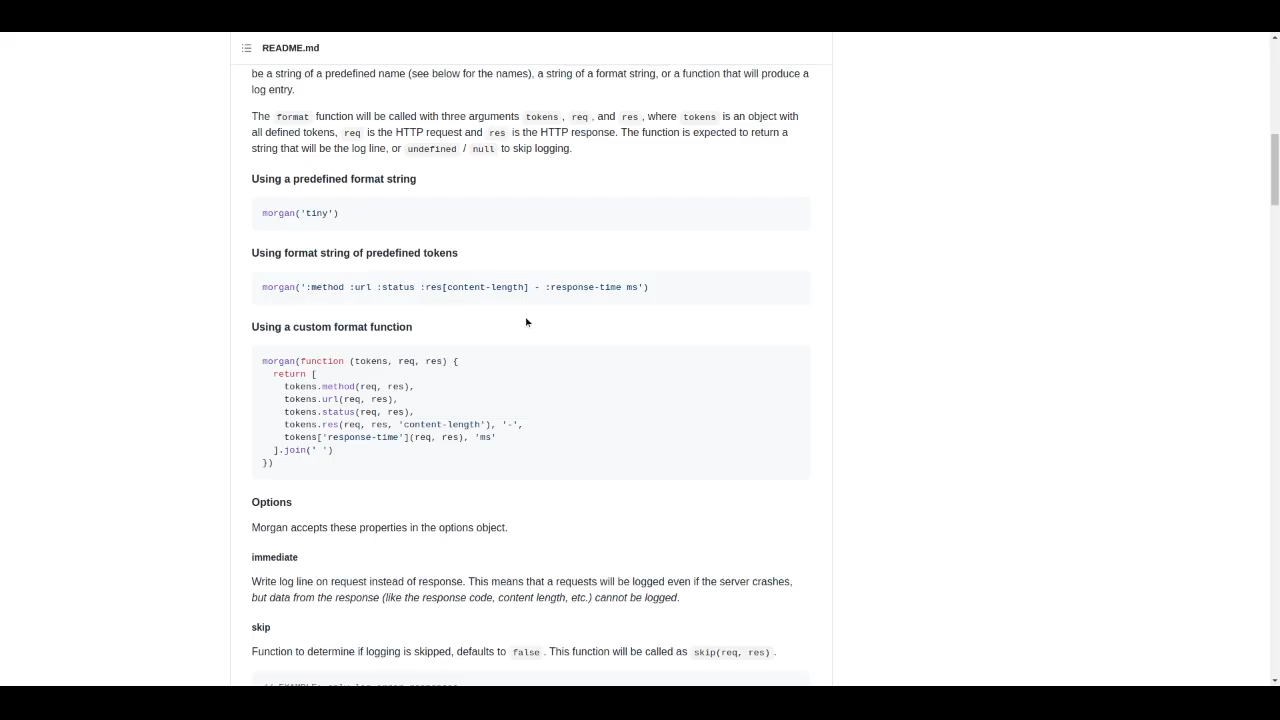 README.md
be a string of a predefined name (see below for the names), a string of a format string, or a function that will produce a
log entry.
The format function will be called with three arguments tokens, req, and res, where tokens is an object with
all defined tokens, req is the HTTP request and res is the HTTP response. The function is expected to return a
string that will be the log line, or undefined / null to skip logging.
Using a predefined format string
morgan('tiny')
Using format string of predefined tokens
morgan(':method :url :status :res[content-length] - :response-time ms')
Using a custom format function
morgan(function (tokens, req, res) {
  return [
    tokens.method(req, res),
    tokens.url(req, res),
    tokens.status(req, res),
    tokens.res(req, res, 'content-length'), '-',
    tokens['response-time'](req, res), 'ms'
  ].join(' ')
})
Options
Morgan accepts these properties in the options object.
immediate
Write log line on request instead of response. This means that a requests will be logged even if the server crashes,
but data from the response (like the response code, content length, etc.) cannot be logged.
skip
Function to determine if logging is skipped, defaults to false. This function will be called as skip(req, res).